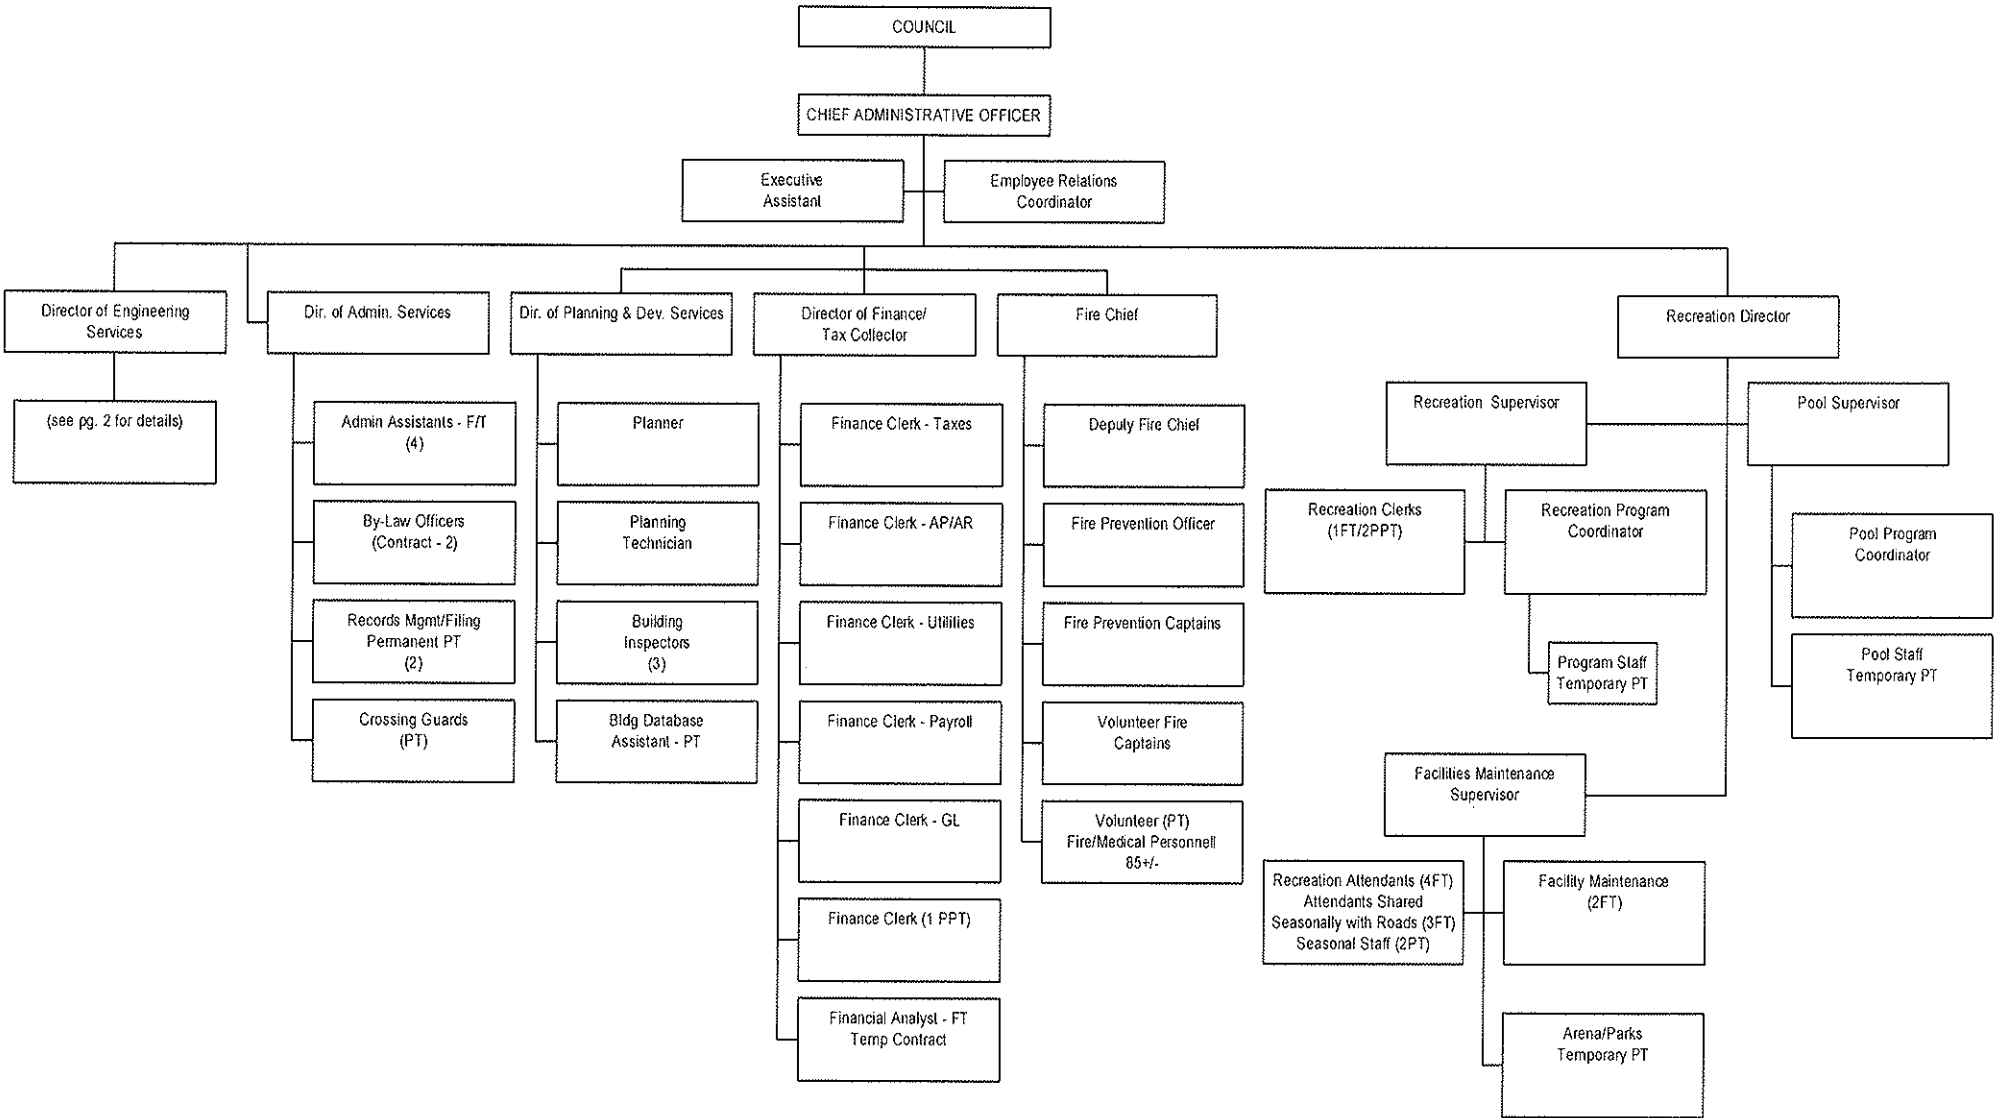 COUNCIL
CHIEF ADMINISTRATIVE OFFICER
Executive
Assistant
Employee Relations
Coordinator
Director of Engineering
Services
(see pg. 2 for details)
Dir. of Admin. Services
Admin Assistants - F/T
(4)
By-Law Officers
(Contract - 2)
Records Mgmt/Filing
Permanent PT
(2)
Crossing Guards
(PT)
Dir. of Planning & Dev. Services
Planner
Planning
Technician
Building
Inspectors
(3)
Bldg Database
Assistant - PT
Director of Finance/
Tax Collector
Finance Clerk - Taxes
Finance Clerk - AP/AR
Finance Clerk - Utilities
Finance Clerk - Payroll
Finance Clerk - GL
Finance Clerk (1 PPT)
Financial Analyst - FT
Temp Contract
Fire Chief
Deputy Fire Chief
Fire Prevention Officer
Fire Prevention Captains
Volunteer Fire
Captains
Volunteer (PT)
Fire/Medical Personnell
85+/-
Recreation Director
Recreation Supervisor
Recreation Clerks
(1FT/2PPT)
Recreation Program
Coordinator
Program Staff
Temporary PT
Pool Supervisor
Pool Program
Coordinator
Pool Staff
Temporary PT
Facilities Maintenance
Supervisor
Recreation Attendants (4FT)
Attendants Shared
Seasonally with Roads (3FT)
Seasonal Staff (2PT)
Facility Maintenance
(2FT)
Arena/Parks
Temporary PT